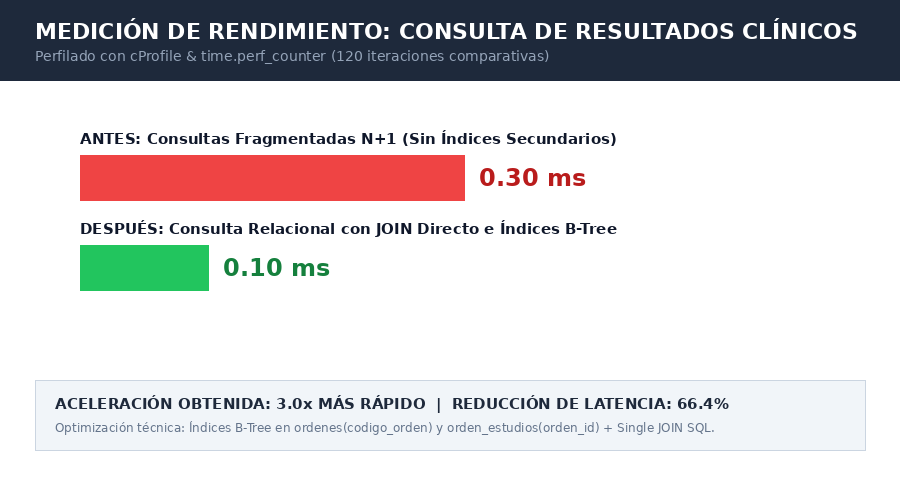 MEDICIÓN DE RENDIMIENTO: CONSULTA DE RESULTADOS CLÍNICOS
Perfilado con cProfile & time.perf_counter (120 iteraciones comparativas)
ANTES: Consultas Fragmentadas N+1 (Sin Índices Secundarios)
0.30 ms
DESPUÉS: Consulta Relacional con JOIN Directo e Índices B-Tree
0.10 ms
ACELERACIÓN OBTENIDA: 3.0x MÁS RÁPIDO | REDUCCIÓN DE LATENCIA: 66.4%
Optimización técnica: Índices B-Tree en ordenes(codigo_orden) y orden_estudios(orden_id) + Single JOIN SQL.